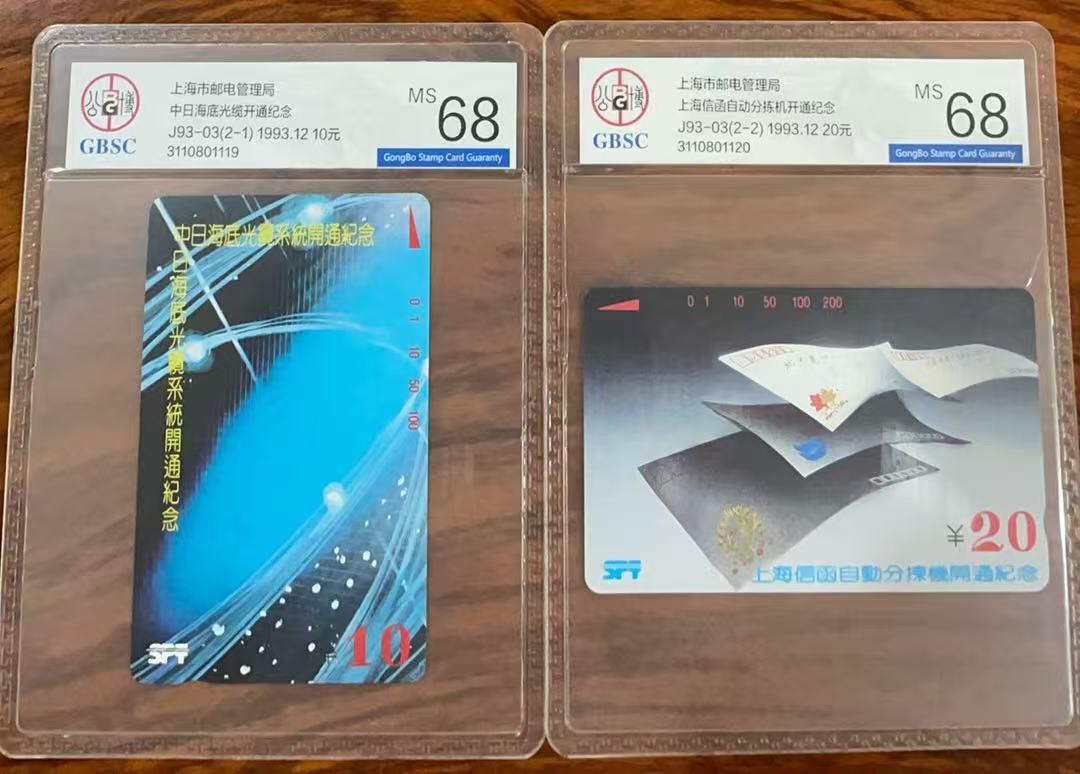 公博
BG
GBSC
上海市邮电管理局
中日海底光缆开通纪念
J93-03(2-1) 1993.12 10元
3110801119
MS 68
GongBo Stamp Card Guaranty
中日海底光纜系統開通紀念
中日海底光纜系統開通紀念
0 1 10 50 100
SPT
10
公博
BG
GBSC
上海市邮电管理局
上海信函自动分拣机开通纪念
J93-03(2-2) 1993.12 20元
3110801120
MS 68
GongBo Stamp Card Guaranty
0 1 10 50 100 200
¥20
SPT
上海信函自動分揀機開通紀念